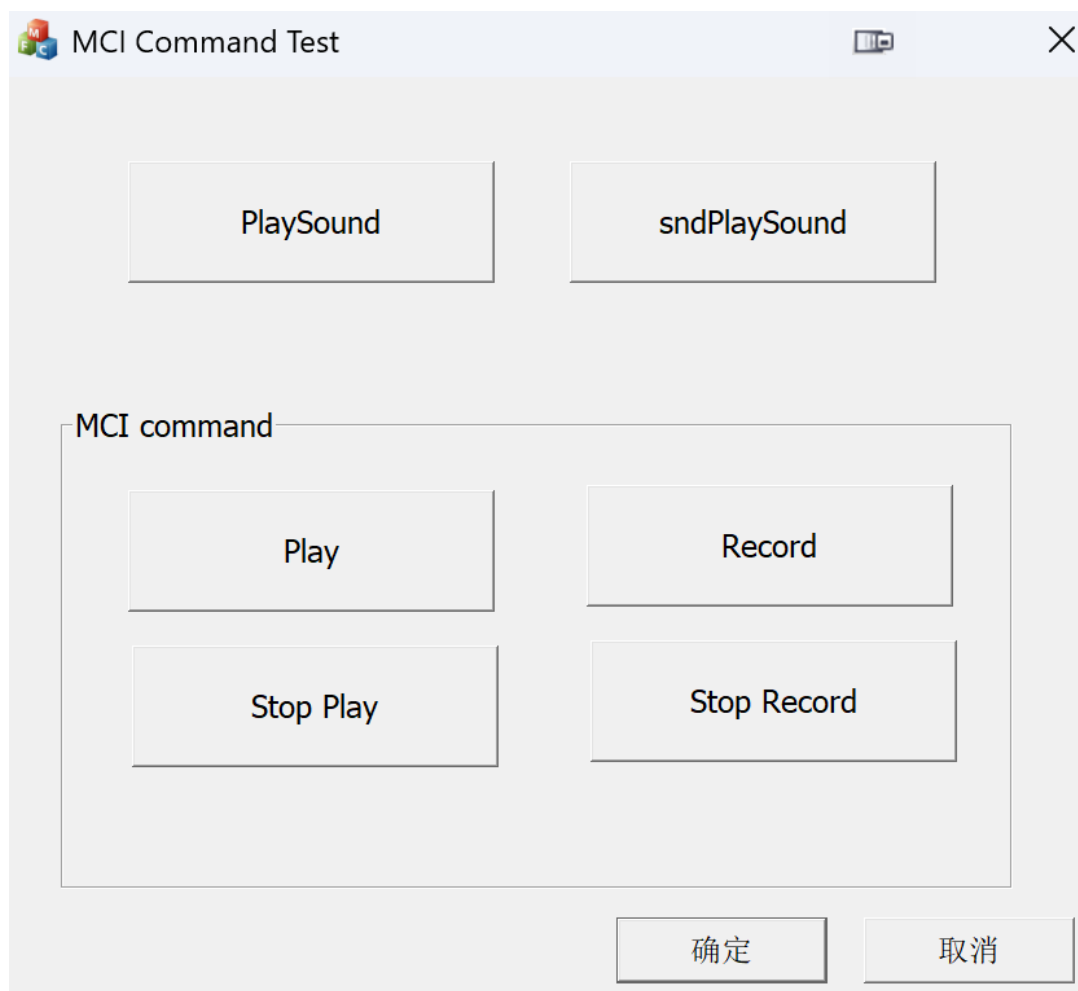 MCI Command Test
PlaySound
sndPlaySound
MCI command
Play
Record
Stop Play
Stop Record
确定
取消